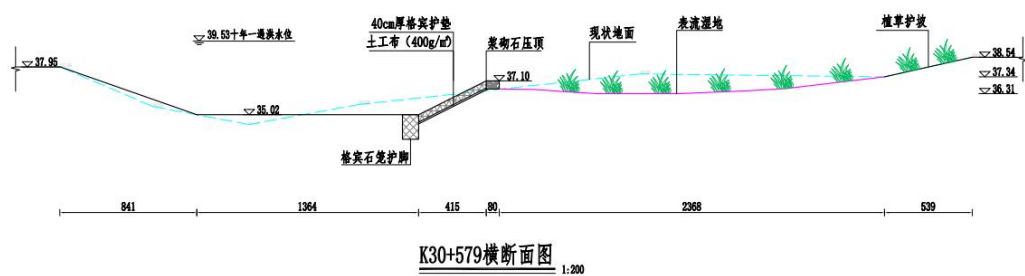 39.53十年一遇洪水位
40cm厚格宾护垫
土工布（400g/㎡）
浆砌石压顶
现状地面
表流湿地
植草护坡
37.95
35.02
37.10
38.54
37.34
36.31
格宾石笼护脚
841
1364
415
80
2368
539
K30+579横断面图
1:200